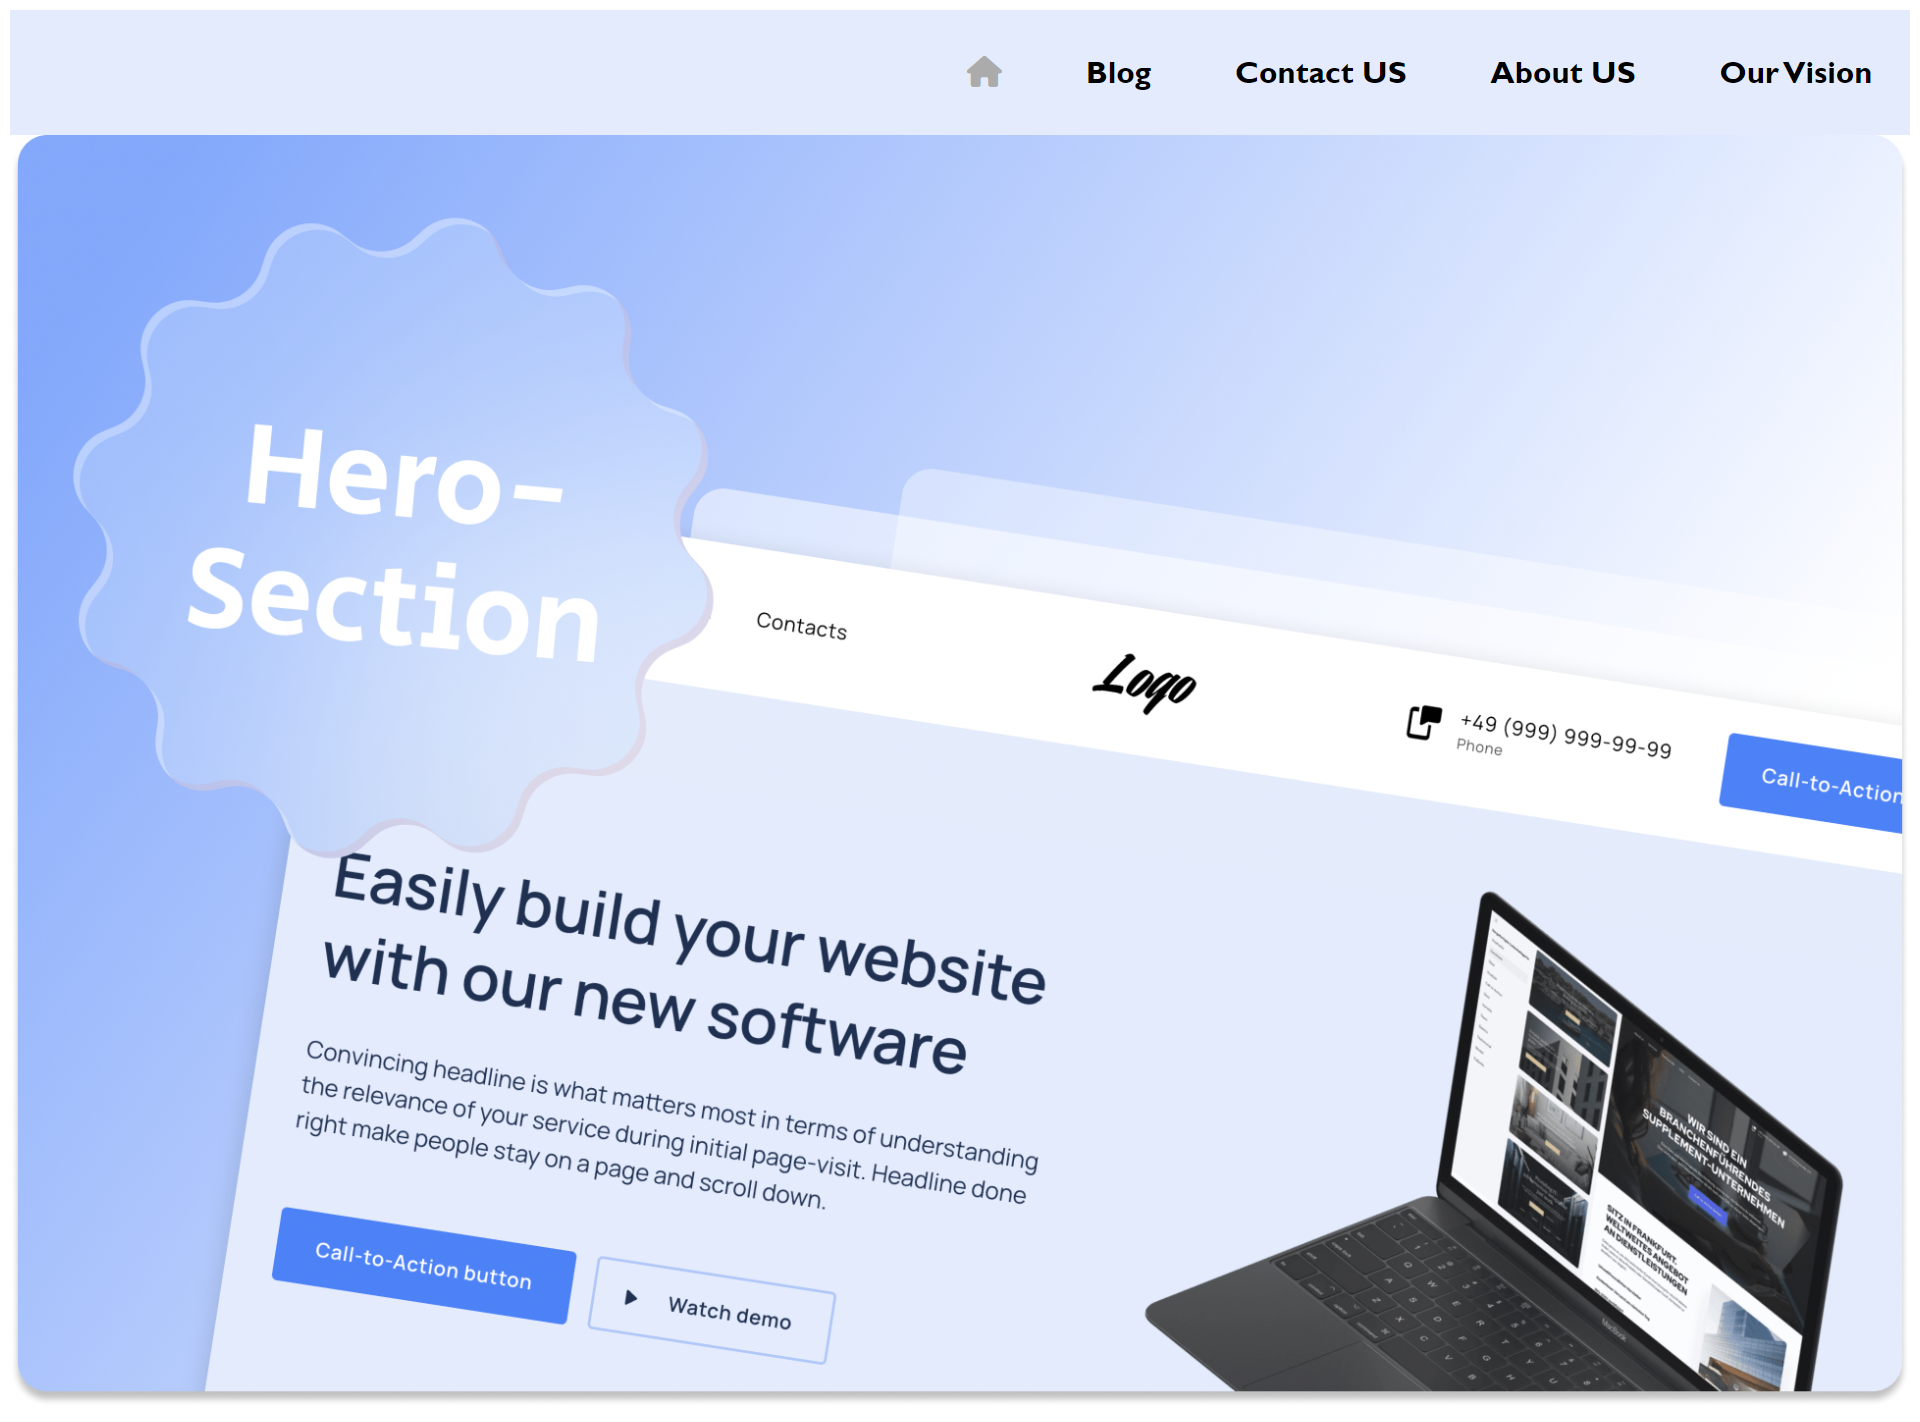 Blog Contact US About US Our Vision
Hero-
Section
Contacts
Logo
+49 (999) 999-99-99
Phone
Call-to-Action
Easily build your website
with our new software
Convincing headline is what matters most in terms of understanding
the relevance of your service during initial page-visit. Headline done
right make people stay on a page and scroll down.
Call-to-Action button
Watch demo
WIR SIND EIN
BRANCHENFÜHRENDES
SUPPLEMENT-UNTERNEHMEN
SITZ IN FRANKFURT.
WELTWEITES ANGEBOT
AN DIENSTLEISTUNGEN
MacBook